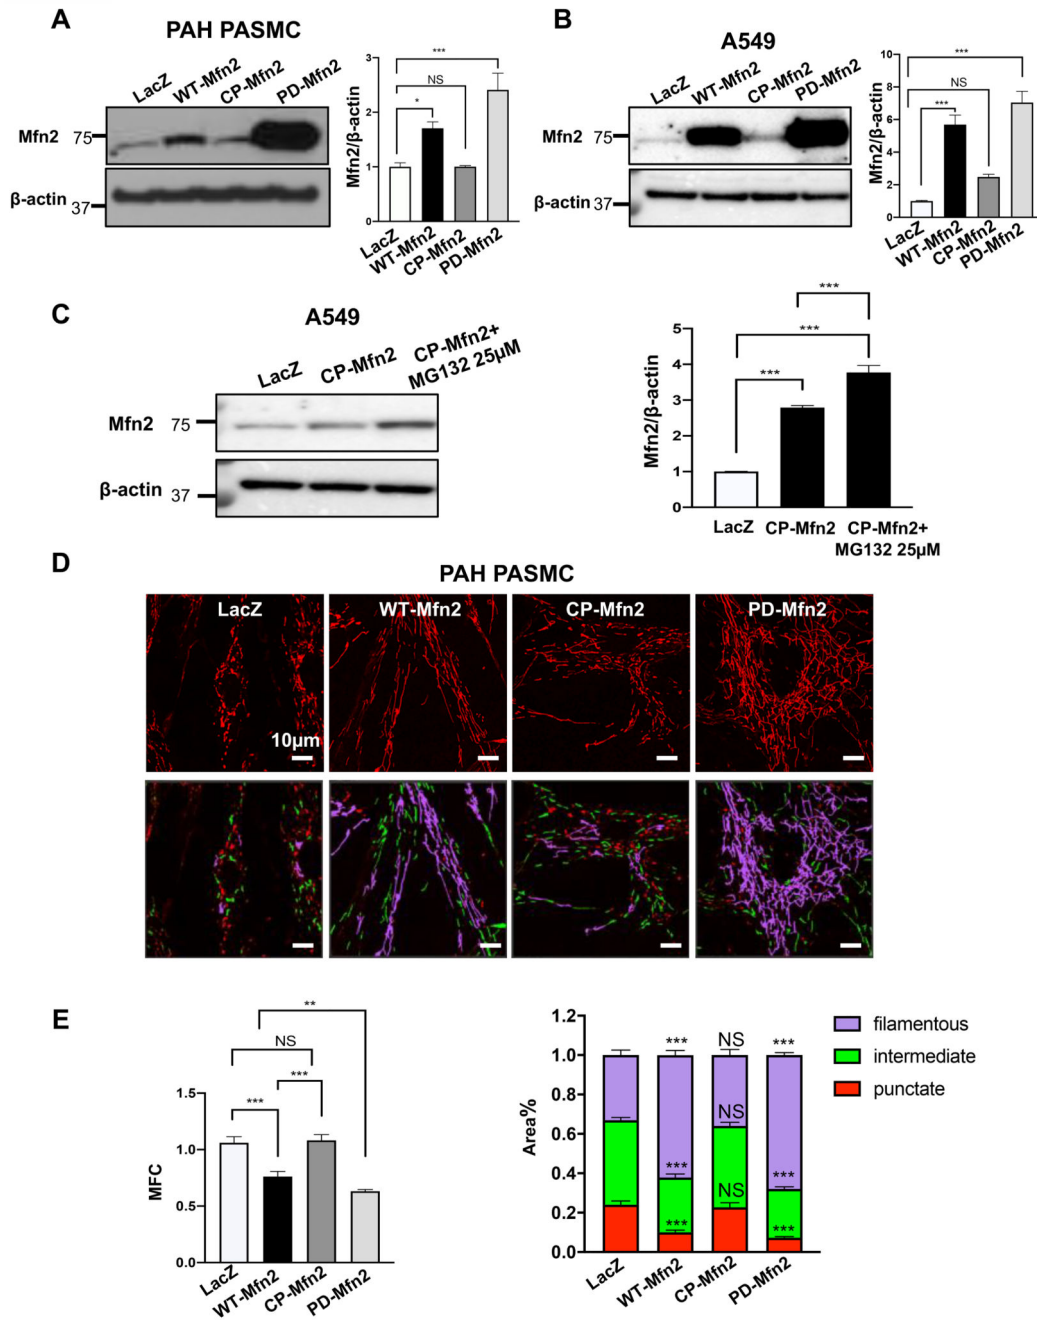 A
PAH PASMC
LacZ
WT-Mfn2
CP-Mfn2
PD-Mfn2
Mfn2
75
β-actin
37
Mfn2/β-actin
3
2
1
0
***
NS
*
LacZ
WT-Mfn2
CP-Mfn2
PD-Mfn2
B
A549
LacZ
WT-Mfn2
CP-Mfn2
PD-Mfn2
Mfn2
75
β-actin
37
Mfn2/β-actin
10
8
6
4
2
0
***
NS
***
LacZ
WT-Mfn2
CP-Mfn2
PD-Mfn2
C
A549
LacZ
CP-Mfn2
CP-Mfn2+
MG132 25μM
Mfn2
75
β-actin
37
Mfn2/β-actin
5
4
3
2
1
0
***
***
***
LacZ
CP-Mfn2
CP-Mfn2+
MG132 25μM
D
PAH PASMC
LacZ
WT-Mfn2
CP-Mfn2
PD-Mfn2
10μm
E
MFC
1.5
1.0
0.5
0.0
**
NS
***
***
LacZ
WT-Mfn2
CP-Mfn2
PD-Mfn2
Area%
1.2
1.0
0.8
0.6
0.4
0.2
0.0
***
NS
***
NS
***
***
NS
***
***
LacZ
WT-Mfn2
CP-Mfn2
PD-Mfn2
filamentous
intermediate
punctate